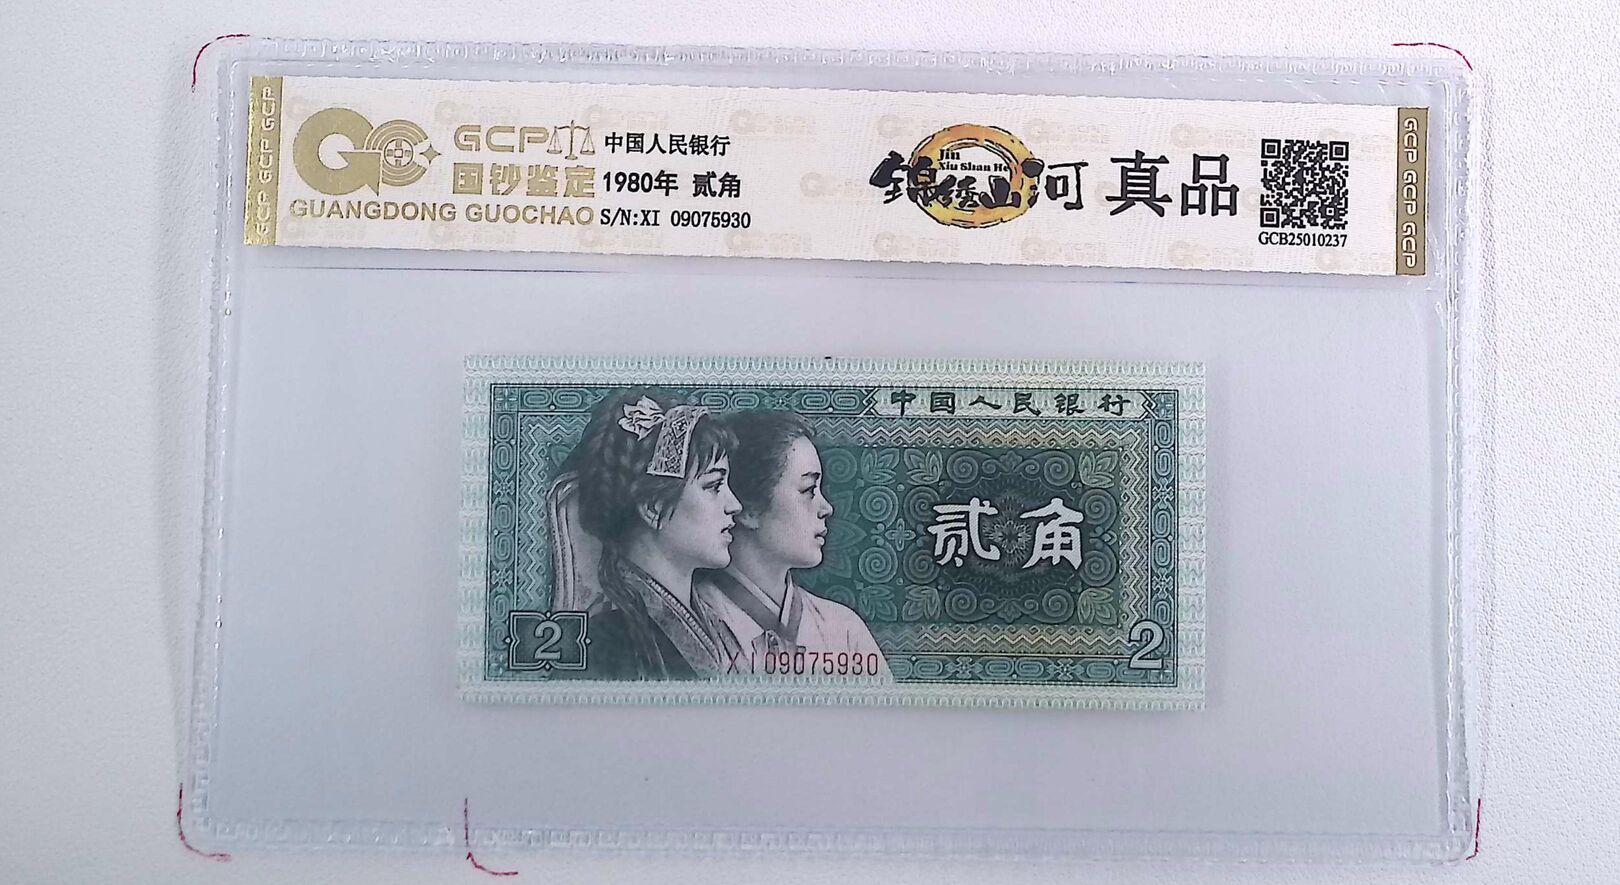 GCP GCP GCP
GCP
国钞鉴定
GUANGDONG GUOCHAO
中国人民银行
1980年 贰角
S/N:XI 09075930
Jin
Xiu Shan He
锦绣山河 真品
GCB25010237
GCP GCP GCP
中国人民银行
贰角
2
2
XI09075930